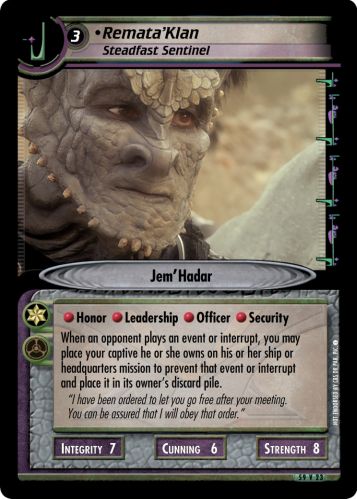 3
•Remata'Klan
Steadfast Sentinel
Jem'Hadar
Honor Leadership Officer Security
When an opponent plays an event or interrupt, you may
place your captive he or she owns on his or her ship or
headquarters mission to prevent that event or interrupt
and place it in its owner's discard pile.
"I have been ordered to let you go free after your meeting.
You can be assured that I will obey that order."
INTEGRITY 7 CUNNING 6 STRENGTH 8
59 V 23